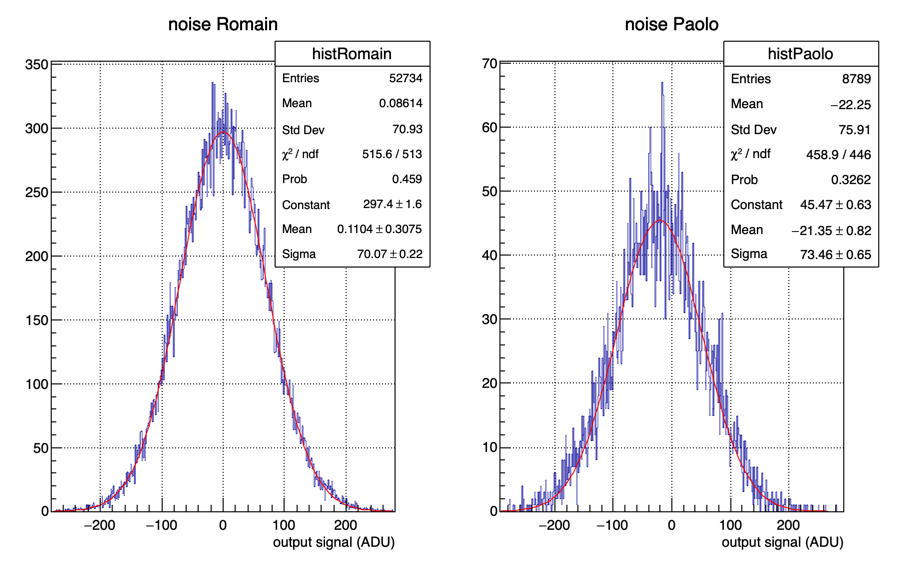 noise Romain
histRomain
Entries 52734
Mean 0.08614
Std Dev 70.93
χ² / ndf 515.6 / 513
Prob 0.459
Constant 297.4 ± 1.6
Mean 0.1104 ± 0.3075
Sigma 70.07 ± 0.22
350
300
250
200
150
100
50
0
−200 −100 0 100 200
output signal (ADU)
noise Paolo
histPaolo
Entries 8789
Mean −22.25
Std Dev 75.91
χ² / ndf 458.9 / 446
Prob 0.3262
Constant 45.47 ± 0.63
Mean −21.35 ± 0.82
Sigma 73.46 ± 0.65
70
60
50
40
30
20
10
0
−200 −100 0 100 200
output signal (ADU)